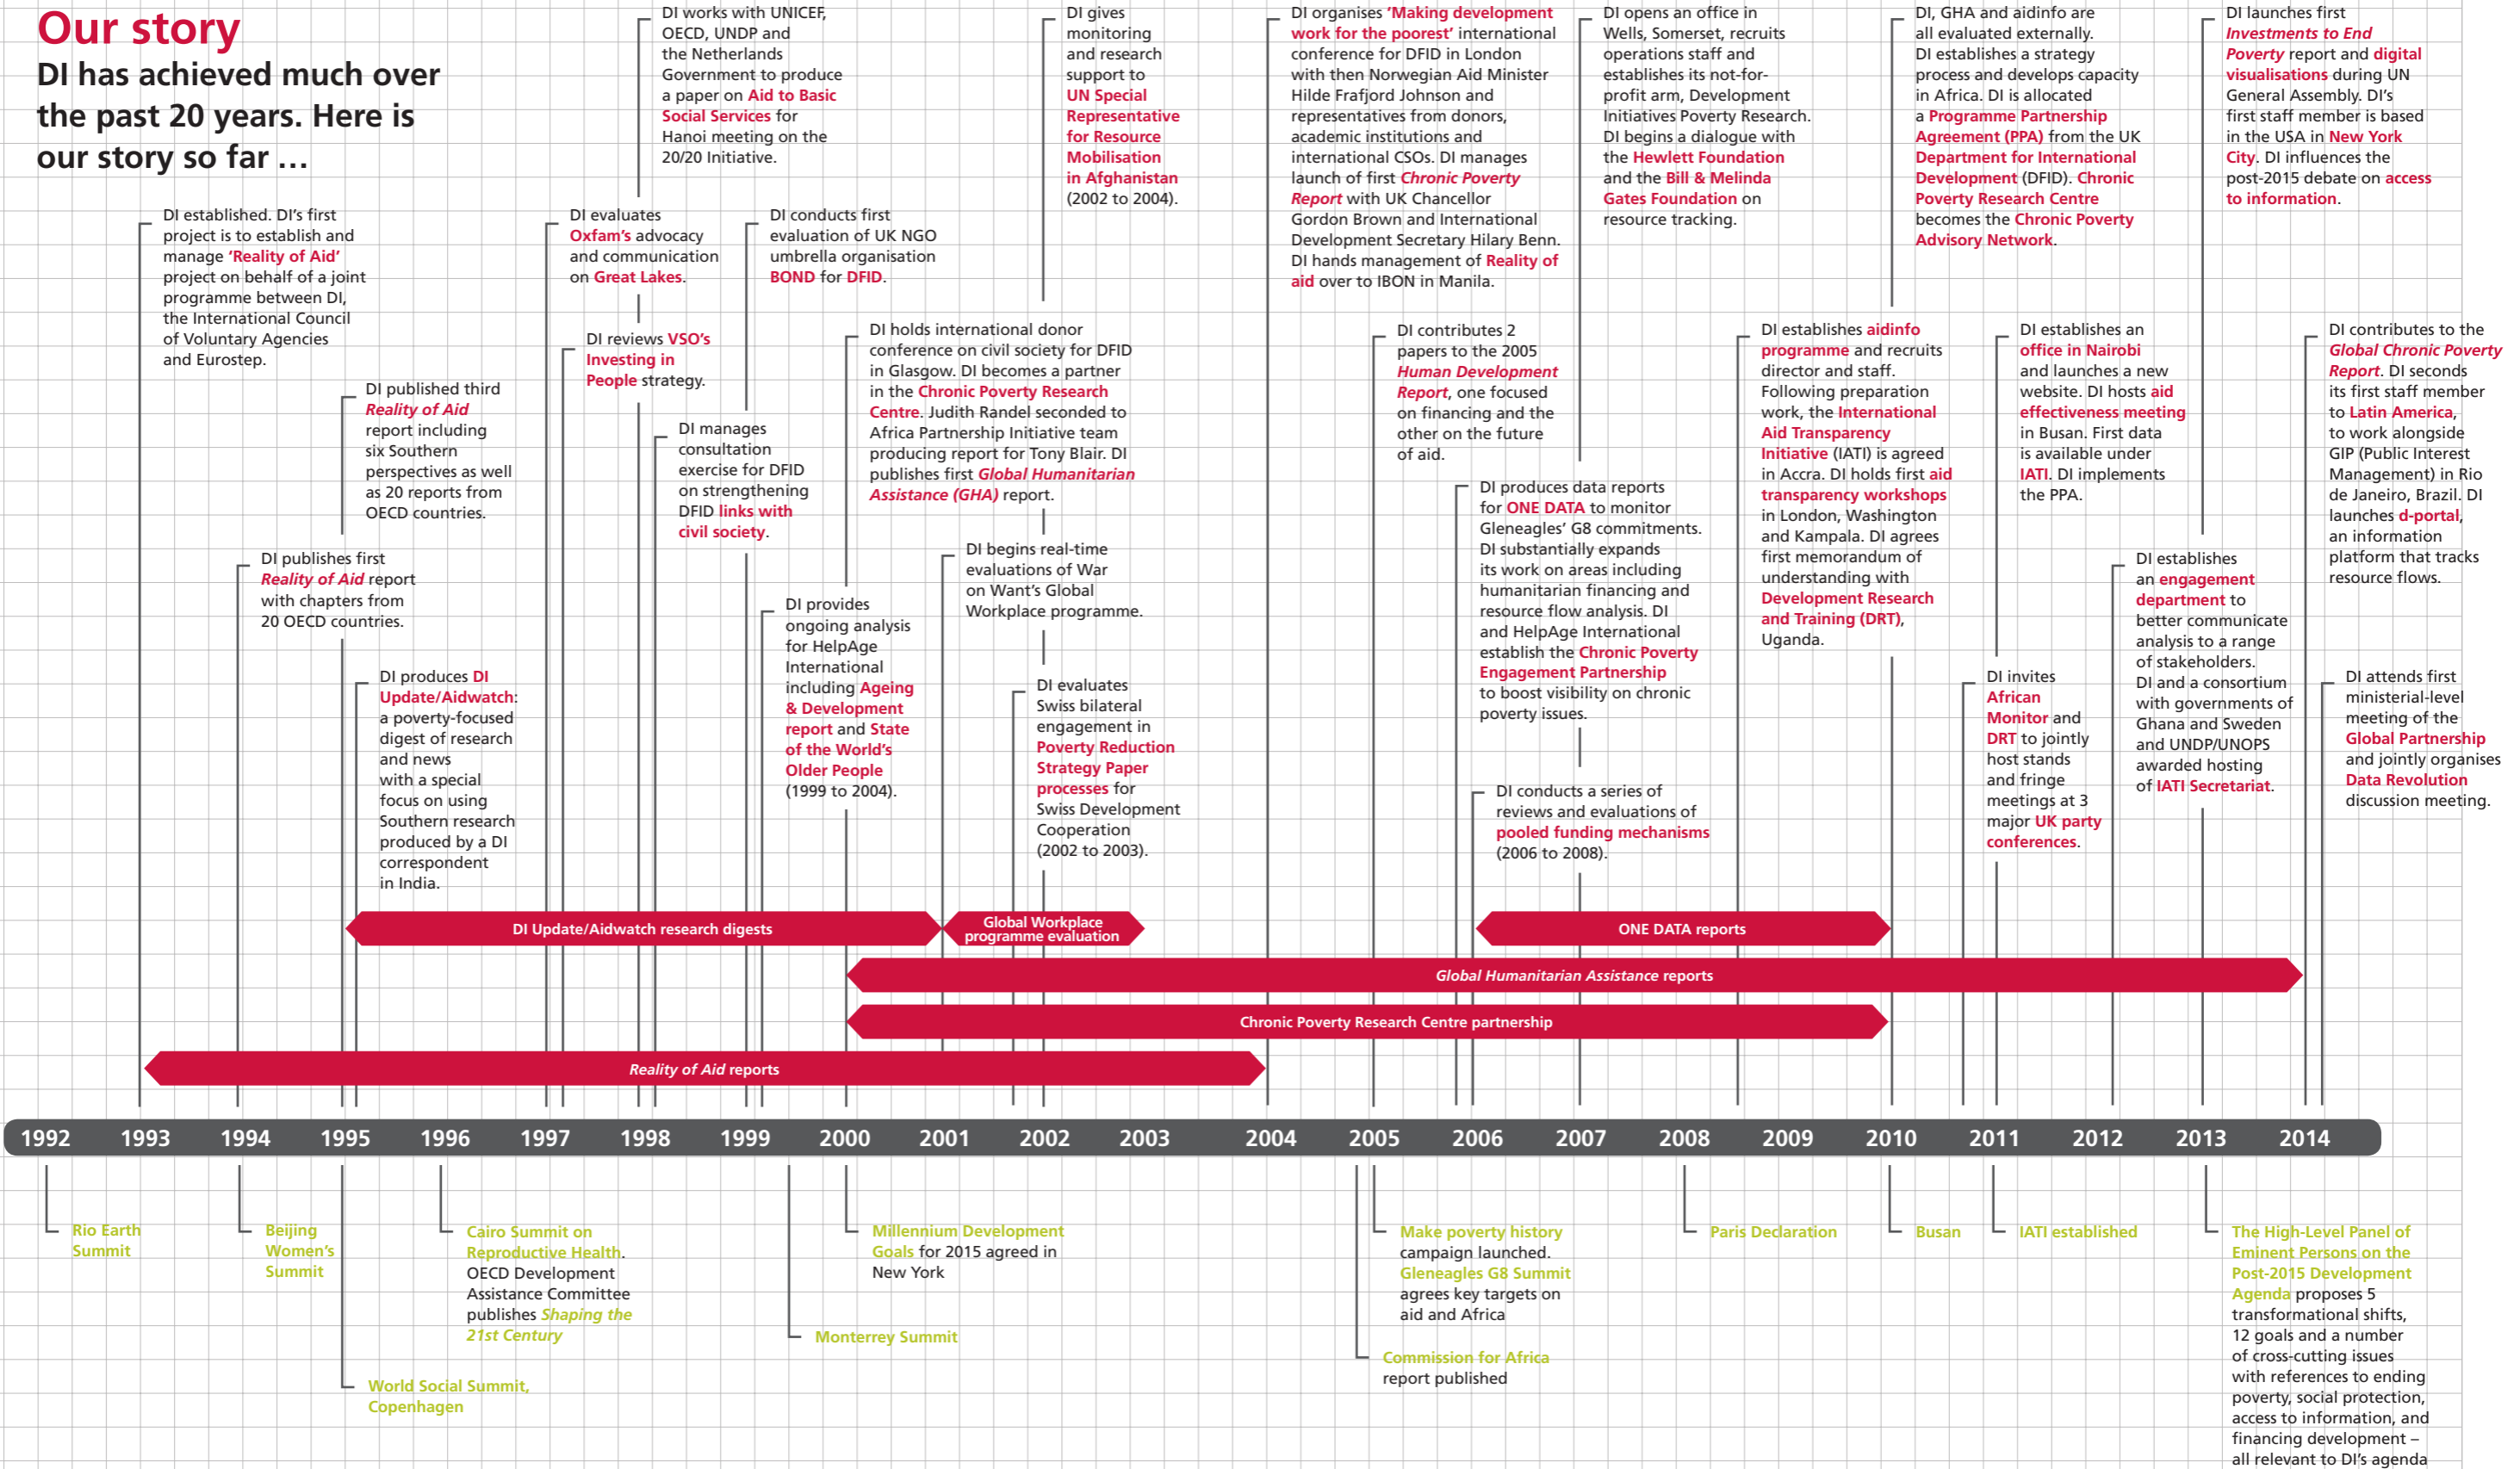 Our story
DI has achieved much over
the past 20 years. Here is
our story so far ...
DI established. DI’s first
project is to establish and
manage ‘Reality of Aid’
project on behalf of a joint
programme between DI,
the International Council
of Voluntary Agencies
and Eurostep.
DI publishes first
Reality of Aid report
with chapters from
20 OECD countries.
DI published third
Reality of Aid
report including
six Southern
perspectives as well
as 20 reports from
OECD countries.
DI produces DI
Update/Aidwatch:
a poverty-focused
digest of research
and news
with a special
focus on using
Southern research
produced by a DI
correspondent
in India.
DI evaluates
Oxfam’s advocacy
and communication
on Great Lakes.
DI reviews VSO’s
Investing in
People strategy.
DI works with UNICEF,
OECD, UNDP and
the Netherlands
Government to produce
a paper on Aid to Basic
Social Services for
Hanoi meeting on the
20/20 Initiative.
DI manages
consultation
exercise for DFID
on strengthening
DFID links with
civil society.
DI conducts first
evaluation of UK NGO
umbrella organisation
BOND for DFID.
DI provides
ongoing analysis
for HelpAge
International
including Ageing
& Development
report and State
of the World’s
Older People
(1999 to 2004).
DI holds international donor
conference on civil society for DFID
in Glasgow. DI becomes a partner
in the Chronic Poverty Research
Centre. Judith Randel seconded to
Africa Partnership Initiative team
producing report for Tony Blair. DI
publishes first Global Humanitarian
Assistance (GHA) report.
DI begins real-time
evaluations of War
on Want’s Global
Workplace programme.
DI evaluates
Swiss bilateral
engagement in
Poverty Reduction
Strategy Paper
processes for
Swiss Development
Cooperation
(2002 to 2003).
DI gives
monitoring
and research
support to
UN Special
Representative
for Resource
Mobilisation
in Afghanistan
(2002 to 2004).
DI organises ‘Making development
work for the poorest’ international
conference for DFID in London
with then Norwegian Aid Minister
Hilde Frafjord Johnson and
representatives from donors,
academic institutions and
international CSOs. DI manages
launch of first Chronic Poverty
Report with UK Chancellor
Gordon Brown and International
Development Secretary Hilary Benn.
DI hands management of Reality of
aid over to IBON in Manila.
DI contributes 2
papers to the 2005
Human Development
Report, one focused
on financing and the
other on the future
of aid.
DI produces data reports
for ONE DATA to monitor
Gleneagles’ G8 commitments.
DI substantially expands
its work on areas including
humanitarian financing and
resource flow analysis. DI
and HelpAge International
establish the Chronic Poverty
Engagement Partnership
to boost visibility on chronic
poverty issues.
DI conducts a series of
reviews and evaluations of
pooled funding mechanisms
(2006 to 2008).
DI opens an office in
Wells, Somerset, recruits
operations staff and
establishes its not-for-
profit arm, Development
Initiatives Poverty Research.
DI begins a dialogue with
the Hewlett Foundation
and the Bill & Melinda
Gates Foundation on
resource tracking.
DI establishes aidinfo
programme and recruits
director and staff.
Following preparation
work, the International
Aid Transparency
Initiative (IATI) is agreed
in Accra. DI holds first aid
transparency workshops
in London, Washington
and Kampala. DI agrees
first memorandum of
understanding with
Development Research
and Training (DRT),
Uganda.
DI, GHA and aidinfo are
all evaluated externally.
DI establishes a strategy
process and develops capacity
in Africa. DI is allocated
a Programme Partnership
Agreement (PPA) from the UK
Department for International
Development (DFID). Chronic
Poverty Research Centre
becomes the Chronic Poverty
Advisory Network.
DI invites
African
Monitor and
DRT to jointly
host stands
and fringe
meetings at 3
major UK party
conferences.
DI establishes an
office in Nairobi
and launches a new
website. DI hosts aid
effectiveness meeting
in Busan. First data
is available under
IATI. DI implements
the PPA.
DI establishes
an engagement
department to
better communicate
analysis to a range
of stakeholders.
DI and a consortium
with governments of
Ghana and Sweden
and UNDP/UNOPS
awarded hosting
of IATI Secretariat.
DI launches first
Investments to End
Poverty report and digital
visualisations during UN
General Assembly. DI’s
first staff member is based
in the USA in New York
City. DI influences the
post-2015 debate on access
to information.
DI contributes to the
Global Chronic Poverty
Report. DI seconds
its first staff member
to Latin America,
to work alongside
GIP (Public Interest
Management) in Rio
de Janeiro, Brazil. DI
launches d-portal,
an information
platform that tracks
resource flows.
DI attends first
ministerial-level
meeting of the
Global Partnership
and jointly organises
Data Revolution
discussion meeting.
DI Update/Aidwatch research digests
Global Workplace
programme evaluation
ONE DATA reports
Global Humanitarian Assistance reports
Chronic Poverty Research Centre partnership
Reality of Aid reports
1992 1993 1994 1995 1996 1997 1998 1999 2000 2001 2002 2003 2004 2005 2006 2007 2008 2009 2010 2011 2012 2013 2014
Rio Earth
Summit
Beijing
Women’s
Summit
World Social Summit,
Copenhagen
Cairo Summit on
Reproductive Health.
OECD Development
Assistance Committee
publishes Shaping the
21st Century
Monterrey Summit
Millennium Development
Goals for 2015 agreed in
New York
Commission for Africa
report published
Make poverty history
campaign launched.
Gleneagles G8 Summit
agrees key targets on
aid and Africa
Paris Declaration
Busan
IATI established
The High-Level Panel of
Eminent Persons on the
Post-2015 Development
Agenda proposes 5
transformational shifts,
12 goals and a number
of cross-cutting issues
with references to ending
poverty, social protection,
access to information, and
financing development –
all relevant to DI’s agenda